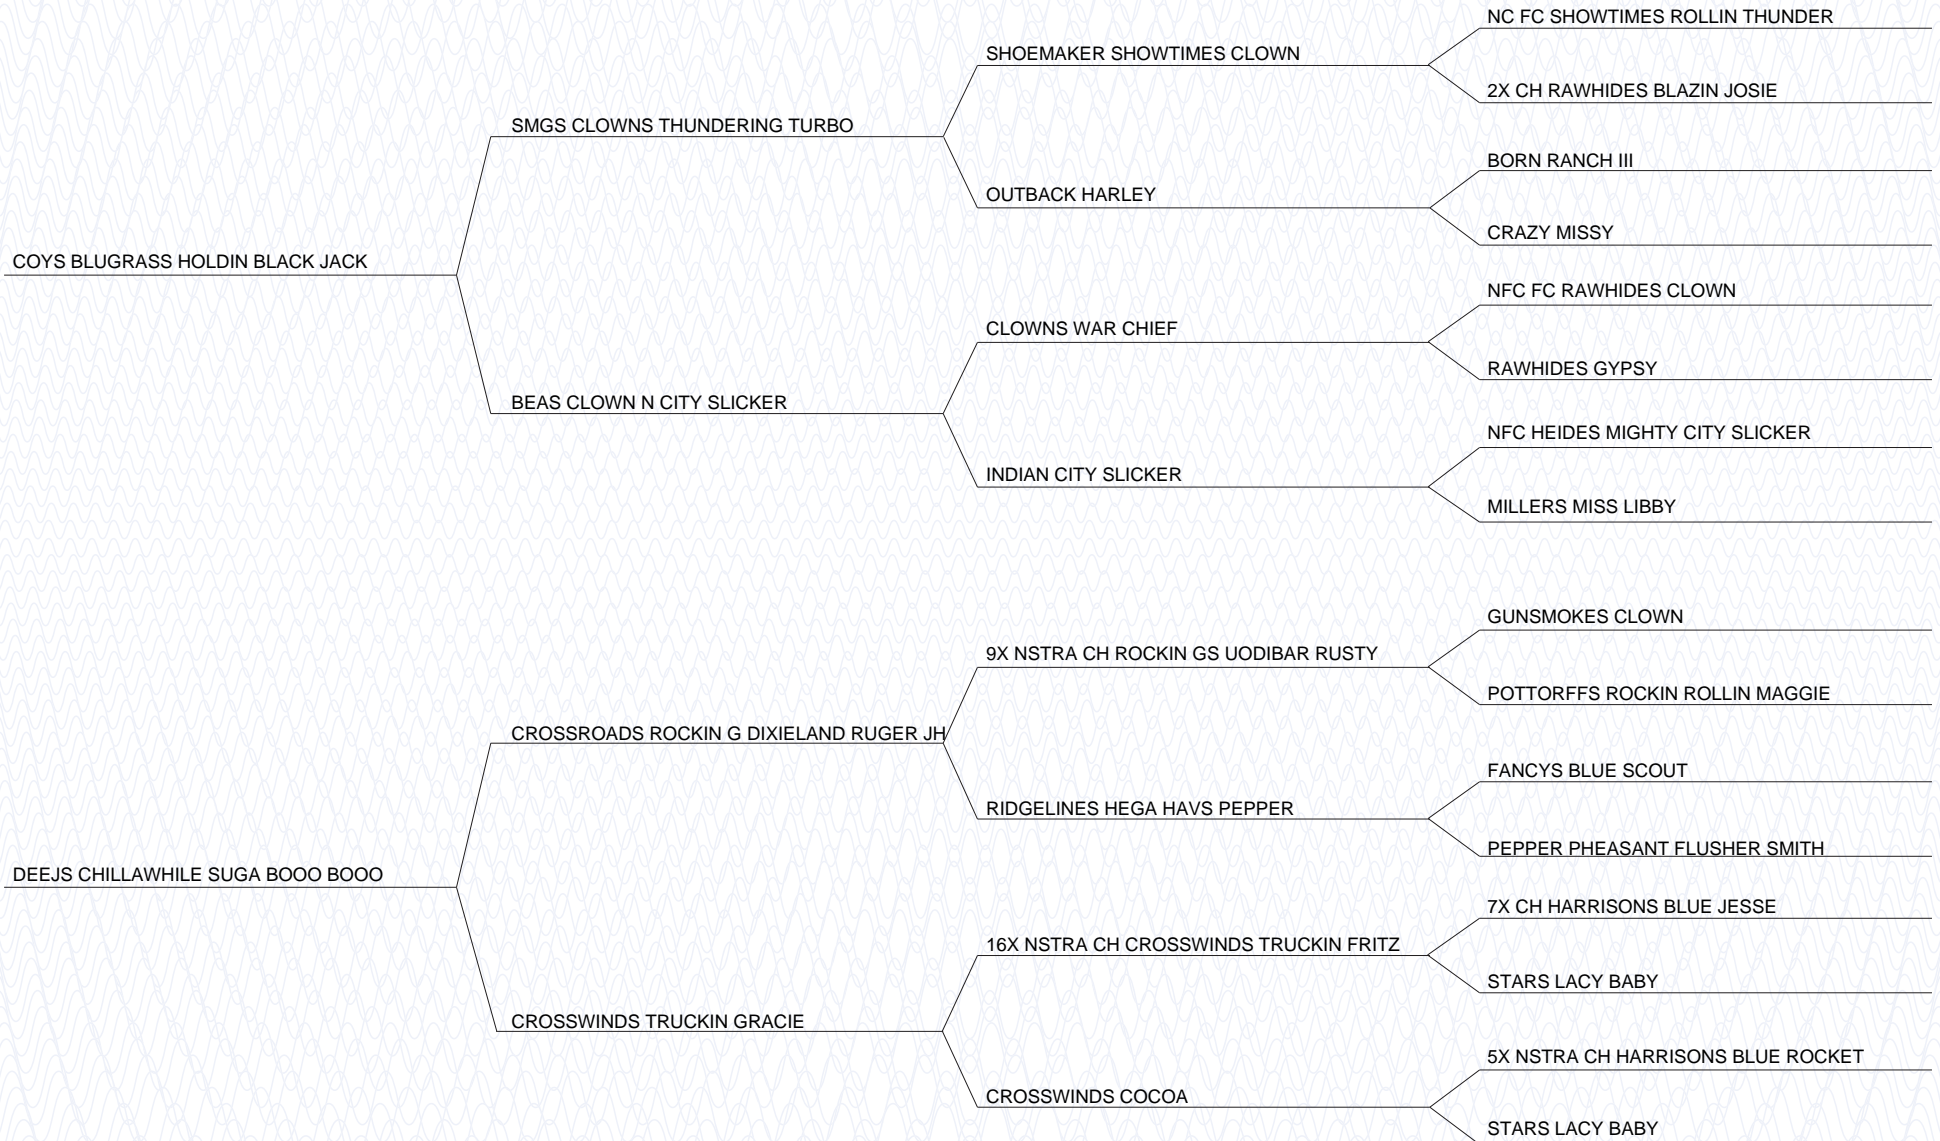 NC FC SHOWTIMES ROLLIN THUNDER
SHOEMAKER SHOWTIMES CLOWN
2X CH RAWHIDES BLAZIN JOSIE
SMGS CLOWNS THUNDERING TURBO
BORN RANCH III
OUTBACK HARLEY
CRAZY MISSY
COYS BLUGRASS HOLDIN BLACK JACK
NFC FC RAWHIDES CLOWN
CLOWNS WAR CHIEF
RAWHIDES GYPSY
BEAS CLOWN N CITY SLICKER
NFC HEIDES MIGHTY CITY SLICKER
INDIAN CITY SLICKER
MILLERS MISS LIBBY
GUNSMOKES CLOWN
9X NSTRA CH ROCKIN GS UODIBAR RUSTY
POTTORFFS ROCKIN ROLLIN MAGGIE
CROSSROADS ROCKIN G DIXIELAND RUGER JH
FANCYS BLUE SCOUT
RIDGELINES HEGA HAVS PEPPER
PEPPER PHEASANT FLUSHER SMITH
DEEJS CHILLAWHILE SUGA BOOO BOOO
7X CH HARRISONS BLUE JESSE
16X NSTRA CH CROSSWINDS TRUCKIN FRITZ
STARS LACY BABY
CROSSWINDS TRUCKIN GRACIE
5X NSTRA CH HARRISONS BLUE ROCKET
CROSSWINDS COCOA
STARS LACY BABY